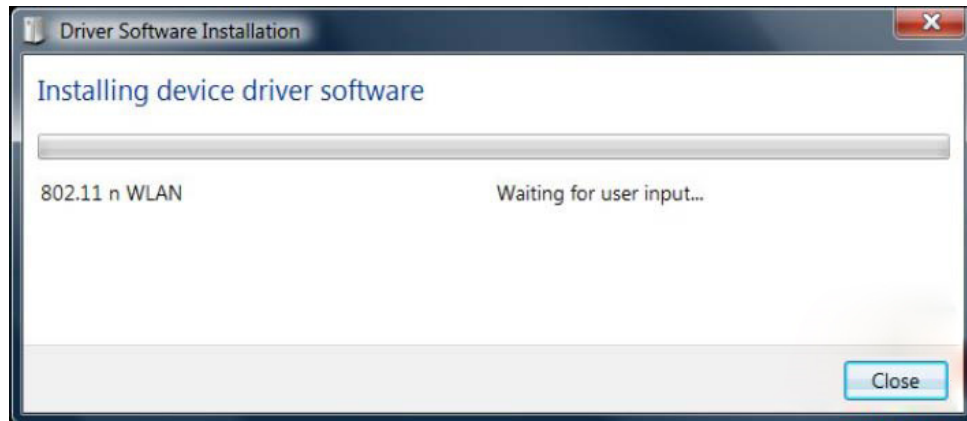 Driver Software Installation
Installing device driver software
802.11 n WLAN Waiting for user input...
Close